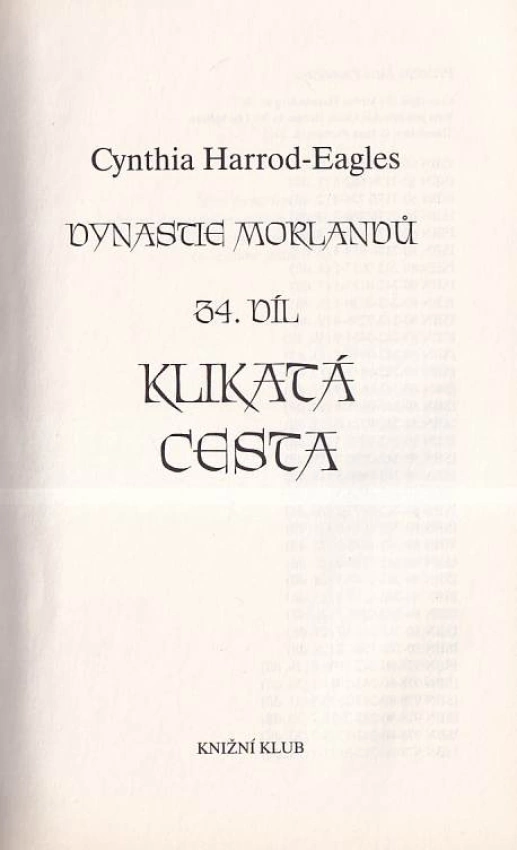 Cynthia Harrod-Eagles
DYNASTIE MORLANDŮ
34. DÍL
KLIKATÁ
CESTA
KNIŽNÍ KLUB